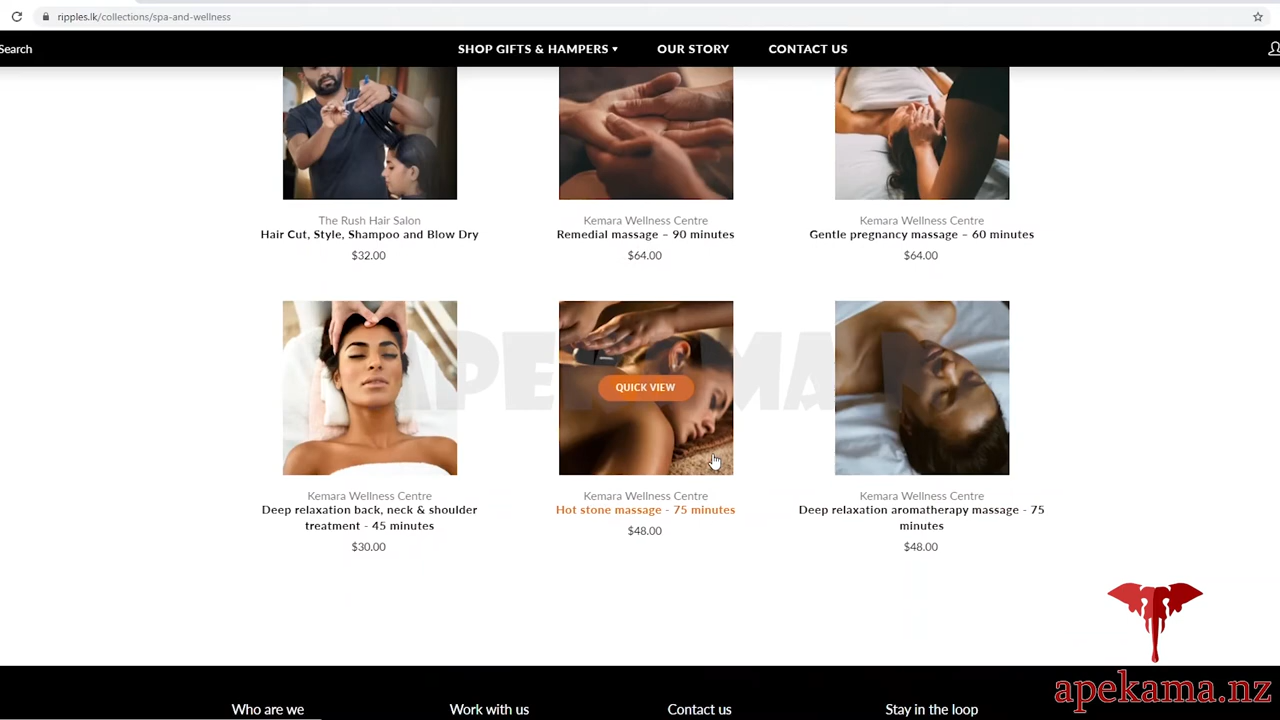 ripples.lk/collections/spa-and-wellness
Search
SHOP GIFTS & HAMPERS ▾
OUR STORY
CONTACT US
The Rush Hair Salon
Hair Cut, Style, Shampoo and Blow Dry
$32.00
Kemara Wellness Centre
Remedial massage – 90 minutes
$64.00
Kemara Wellness Centre
Gentle pregnancy massage – 60 minutes
$64.00
QUICK VIEW
Kemara Wellness Centre
Deep relaxation back, neck & shoulder
treatment - 45 minutes
$30.00
Kemara Wellness Centre
Hot stone massage - 75 minutes
$48.00
Kemara Wellness Centre
Deep relaxation aromatherapy massage - 75
minutes
$48.00
apekama.nz
Who are we
Work with us
Contact us
Stay in the loop